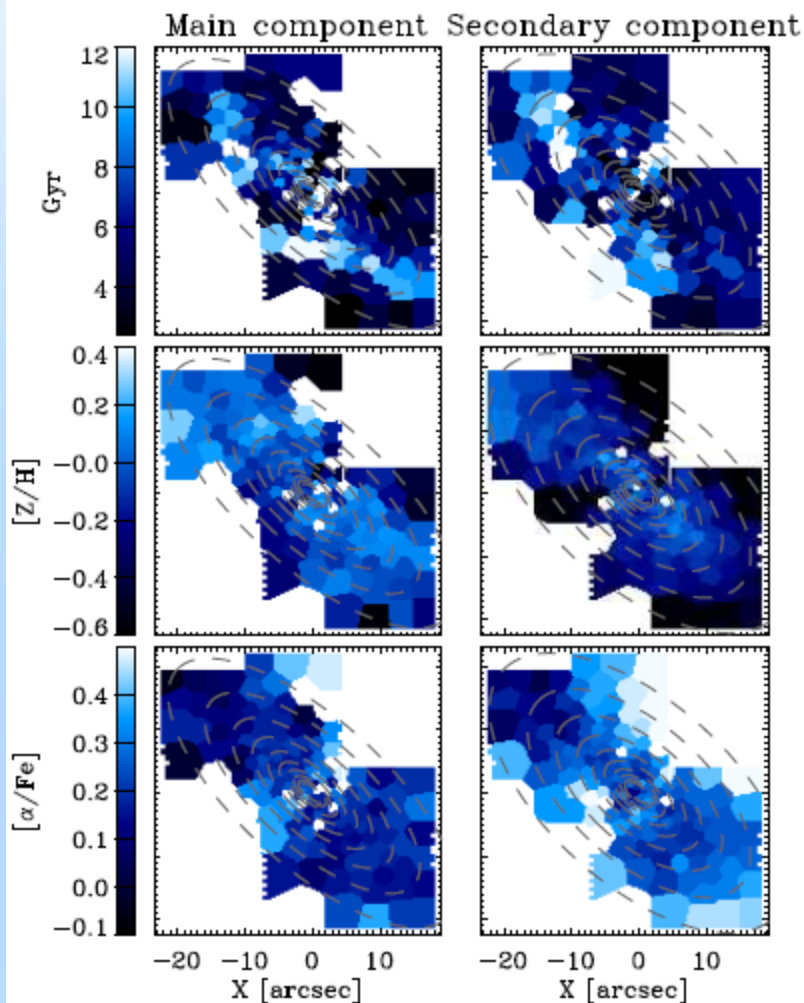 Main component Secondary component
12
10
8
6
4
Gyr
0.4
0.2
−0.0
−0.2
−0.4
−0.6
[Z/H]
0.4
0.3
0.2
0.1
0.0
−0.1
[α/Fe]
−20 −10 0 10 −20 −10 0 10
X [arcsec] X [arcsec]